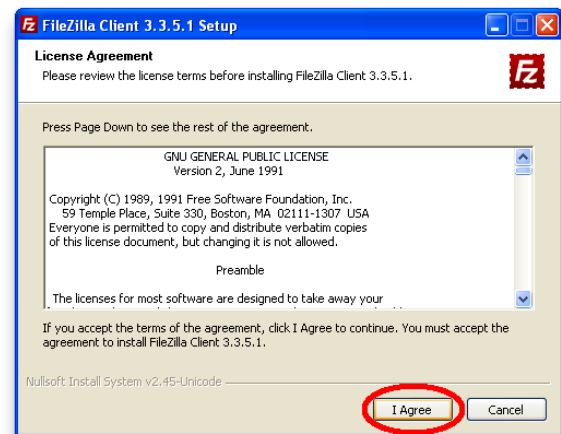 FileZilla Client 3.3.5.1 Setup
License Agreement
Please review the license terms before installing FileZilla Client 3.3.5.1.
Fz
Press Page Down to see the rest of the agreement.
GNU GENERAL PUBLIC LICENSE
Version 2, June 1991
Copyright (C) 1989, 1991 Free Software Foundation, Inc.
59 Temple Place, Suite 330, Boston, MA 02111-1307 USA
Everyone is permitted to copy and distribute verbatim copies
of this license document, but changing it is not allowed.
Preamble
The licenses for most software are designed to take away your
If you accept the terms of the agreement, click I Agree to continue. You must accept the
agreement to install FileZilla Client 3.3.5.1.
Nullsoft Install System v2.45-Unicode
I Agree
Cancel